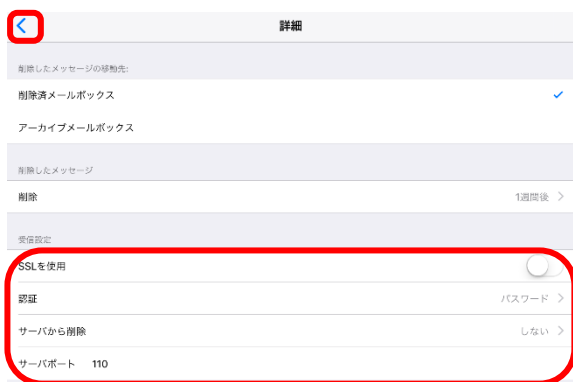 詳細
削除したメッセージの移動先:
削除済メールボックス
アーカイブメールボックス
削除したメッセージ
削除 1週間後
受信設定
SSLを使用
認証 パスワード
サーバから削除 しない
サーバポート 110